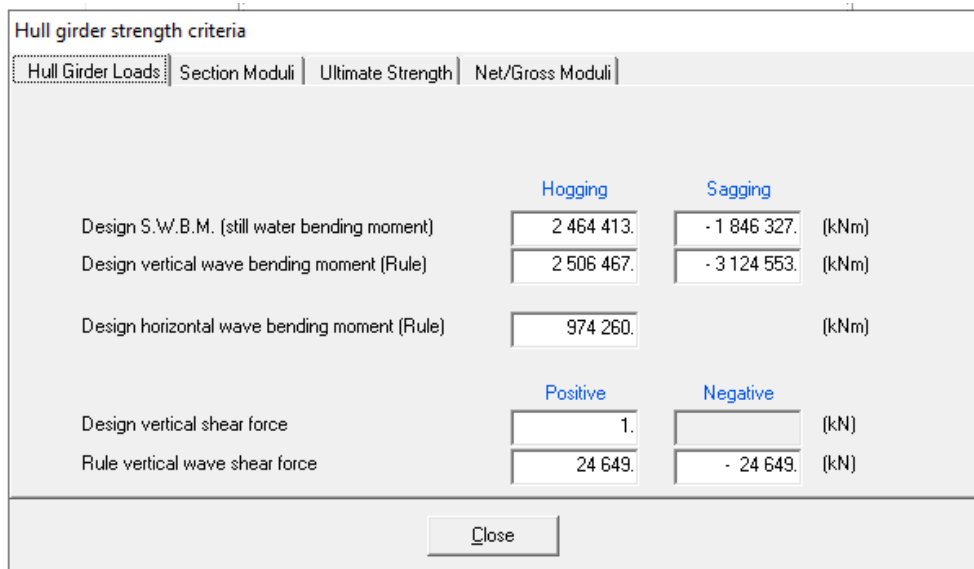 Hull girder strength criteria
Hull Girder Loads Section Moduli Ultimate Strength Net/Gross Moduli
Hogging Sagging
Design S.W.B.M. (still water bending moment) 2 464 413. - 1 846 327. (kNm)
Design vertical wave bending moment (Rule) 2 506 467. - 3 124 553. (kNm)
Design horizontal wave bending moment (Rule) 974 260. (kNm)
Positive Negative
Design vertical shear force 1. (kN)
Rule vertical wave shear force 24 649. - 24 649. (kN)
Close